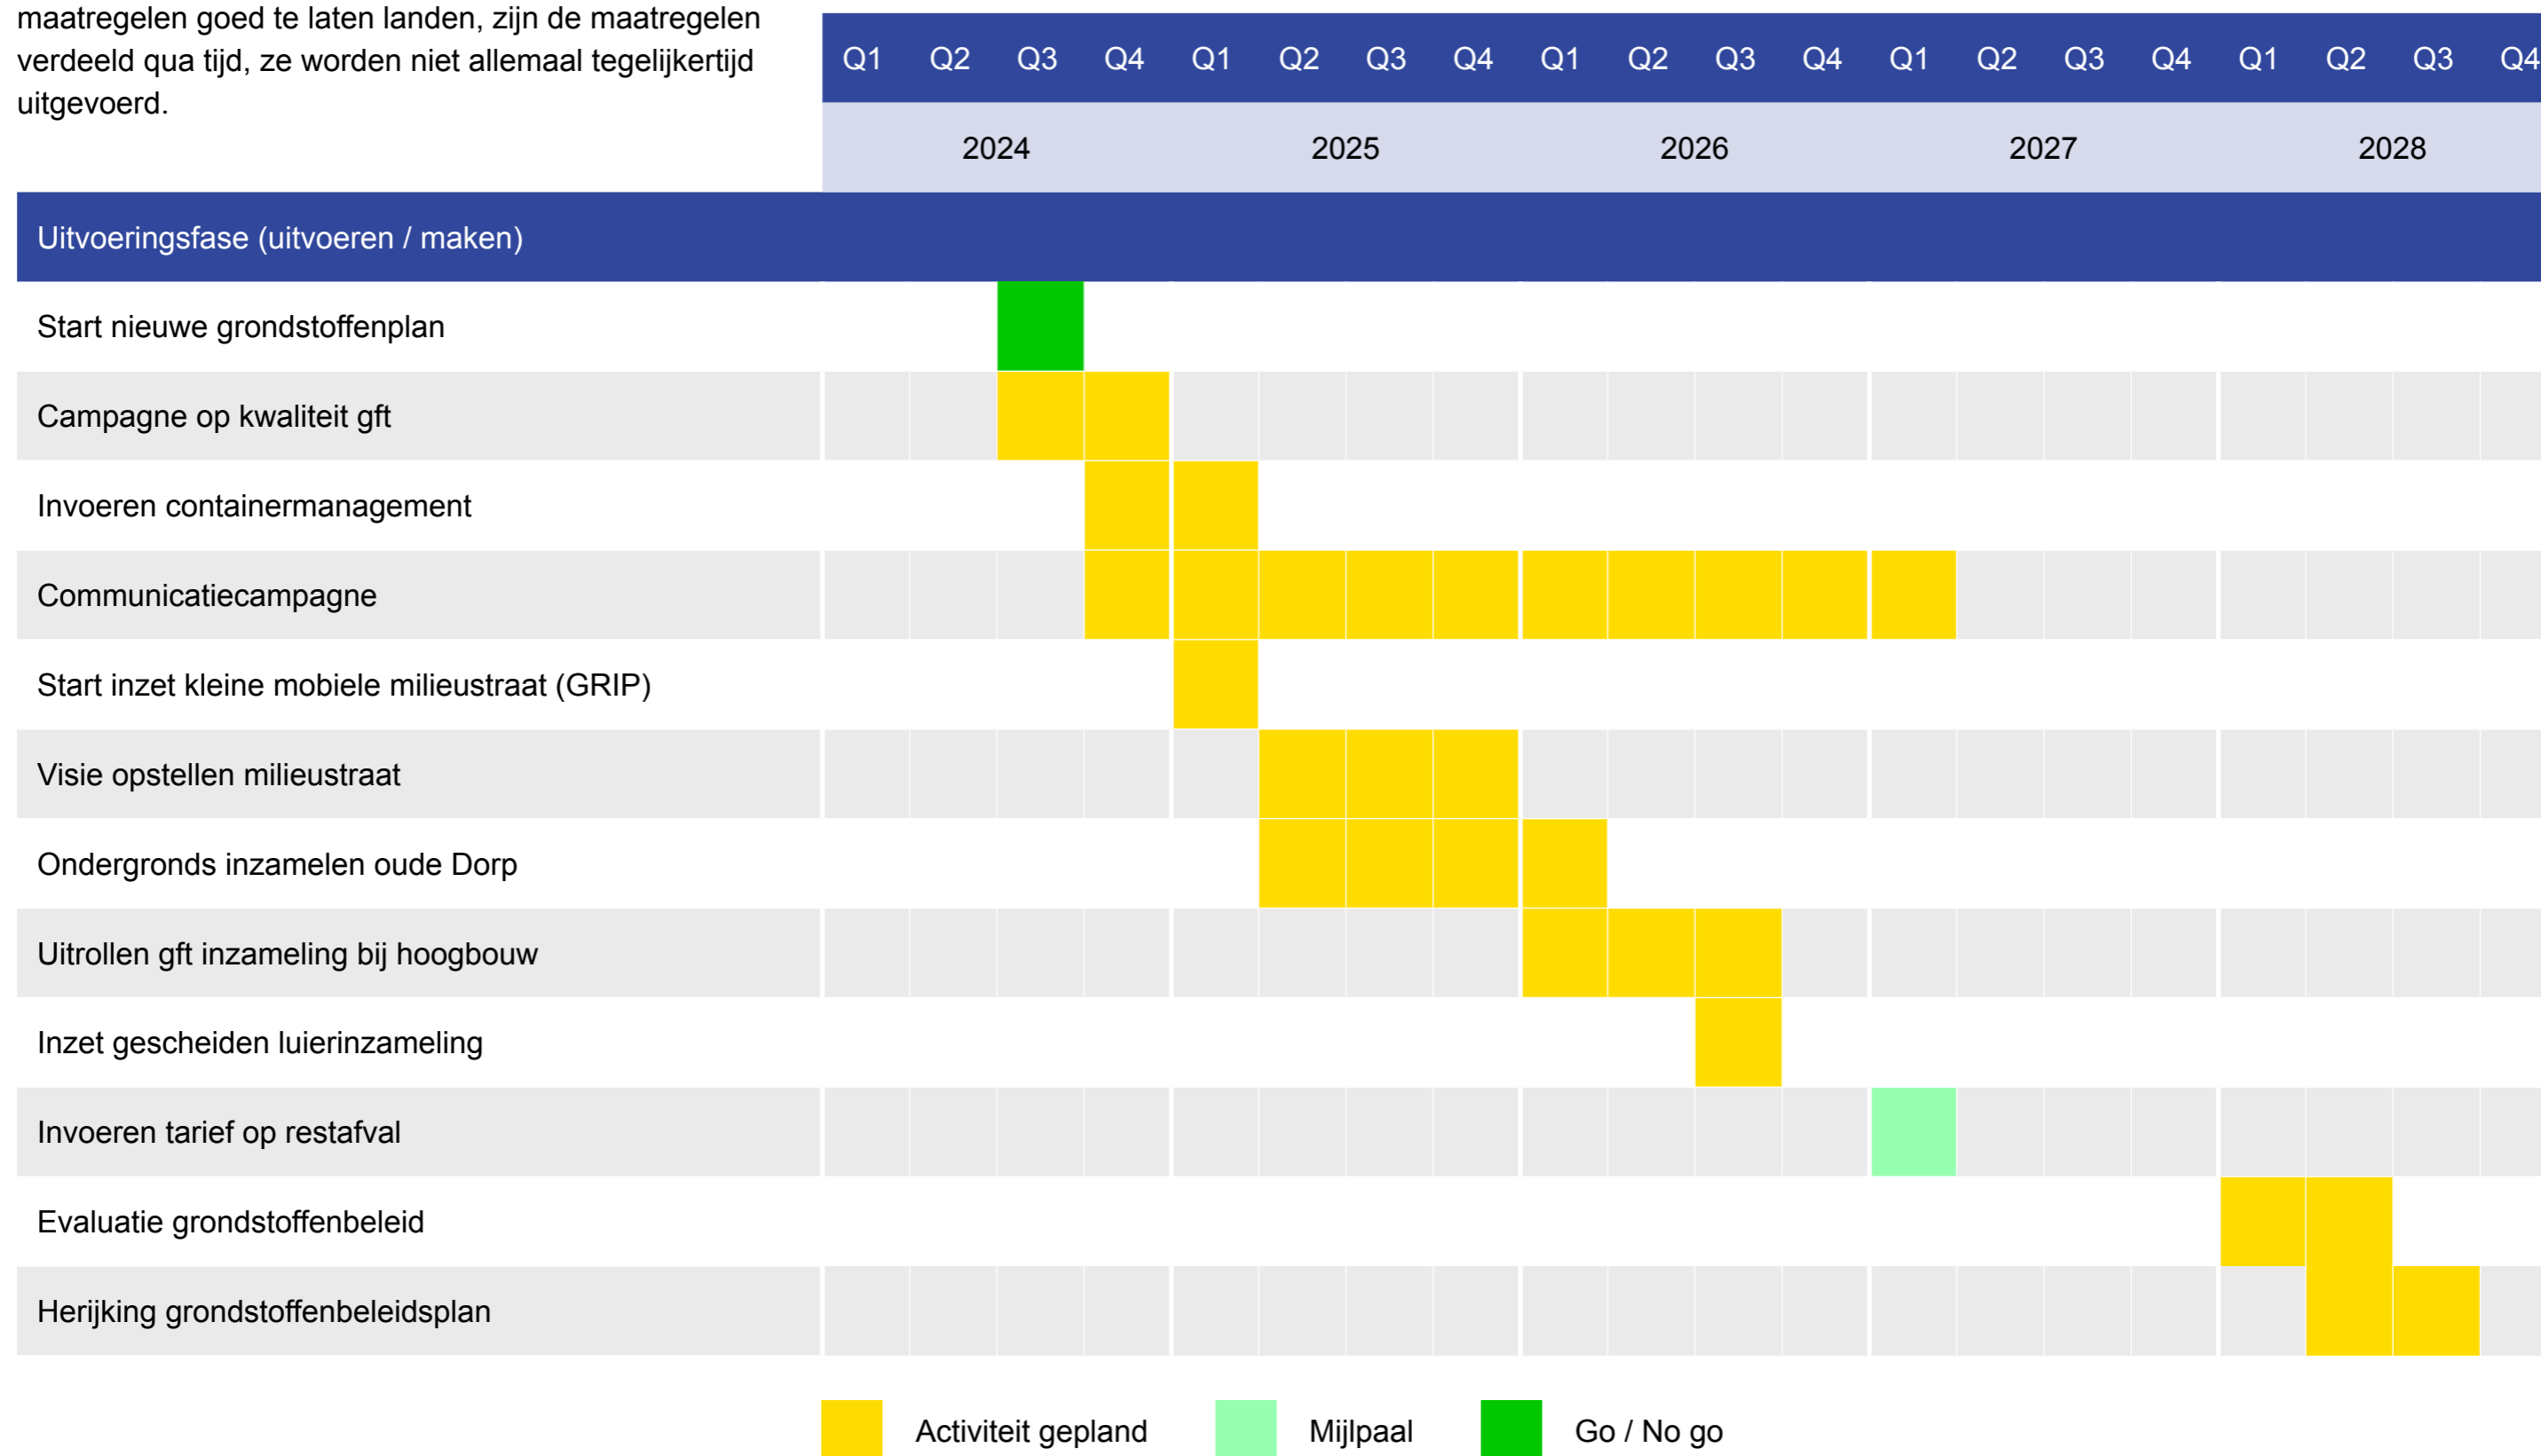 maatregelen goed te laten landen, zijn de maatregelen
verdeeld qua tijd, ze worden niet allemaal tegelijkertijd
uitgevoerd.
Q1 Q2 Q3 Q4 Q1 Q2 Q3 Q4 Q1 Q2 Q3 Q4 Q1 Q2 Q3 Q4 Q1 Q2 Q3 Q4
2024 2025 2026 2027 2028
Uitvoeringsfase (uitvoeren / maken)
Start nieuwe grondstoffenplan
Campagne op kwaliteit gft
Invoeren containermanagement
Communicatiecampagne
Start inzet kleine mobiele milieustraat (GRIP)
Visie opstellen milieustraat
Ondergronds inzamelen oude Dorp
Uitrollen gft inzameling bij hoogbouw
Inzet gescheiden luierinzameling
Invoeren tarief op restafval
Evaluatie grondstoffenbeleid
Herijking grondstoffenbeleidsplan
Activiteit gepland Mijlpaal Go / No go